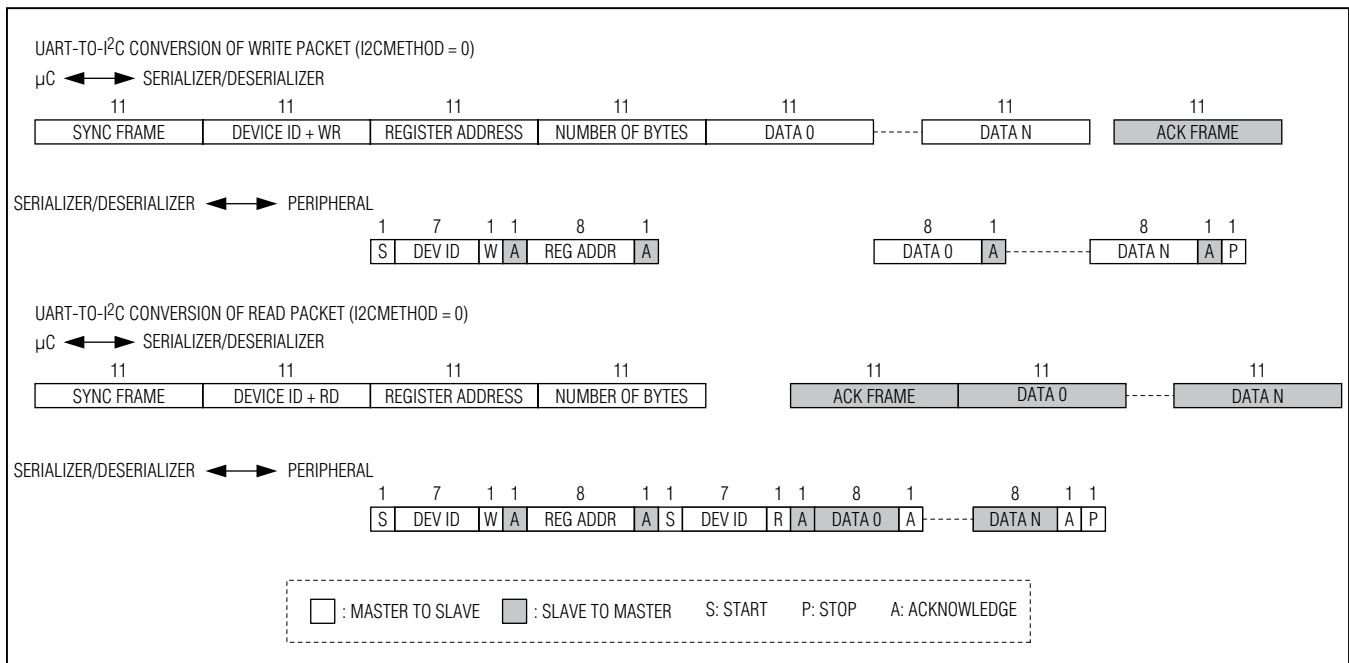 UART-TO-I2C CONVERSION OF WRITE PACKET (I2CMETHOD = 0)
µC SERIALIZER/DESERIALIZER
11 11 11 11 11 11 11
SYNC FRAME DEVICE ID + WR REGISTER ADDRESS NUMBER OF BYTES DATA 0 DATA N ACK FRAME
SERIALIZER/DESERIALIZER PERIPHERAL
1 7 1 1 8 1 8 1 8 1 1
S DEV ID W A REG ADDR A DATA 0 A DATA N A P
UART-TO-I2C CONVERSION OF READ PACKET (I2CMETHOD = 0)
µC SERIALIZER/DESERIALIZER
11 11 11 11 11 11 11
SYNC FRAME DEVICE ID + RD REGISTER ADDRESS NUMBER OF BYTES ACK FRAME DATA 0 DATA N
SERIALIZER/DESERIALIZER PERIPHERAL
1 7 1 1 8 1 1 7 1 1 8 1 8 1 1
S DEV ID W A REG ADDR A S DEV ID R A DATA 0 A DATA N A P
: MASTER TO SLAVE : SLAVE TO MASTER S: START P: STOP A: ACKNOWLEDGE